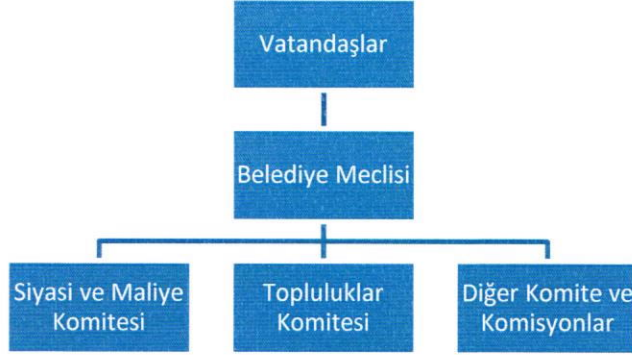 Vatandaşlar
Belediye Meclisi
Siyasi ve Maliye
Komitesi
Topluluklar
Komitesi
Diğer Komite ve
Komisyonlar